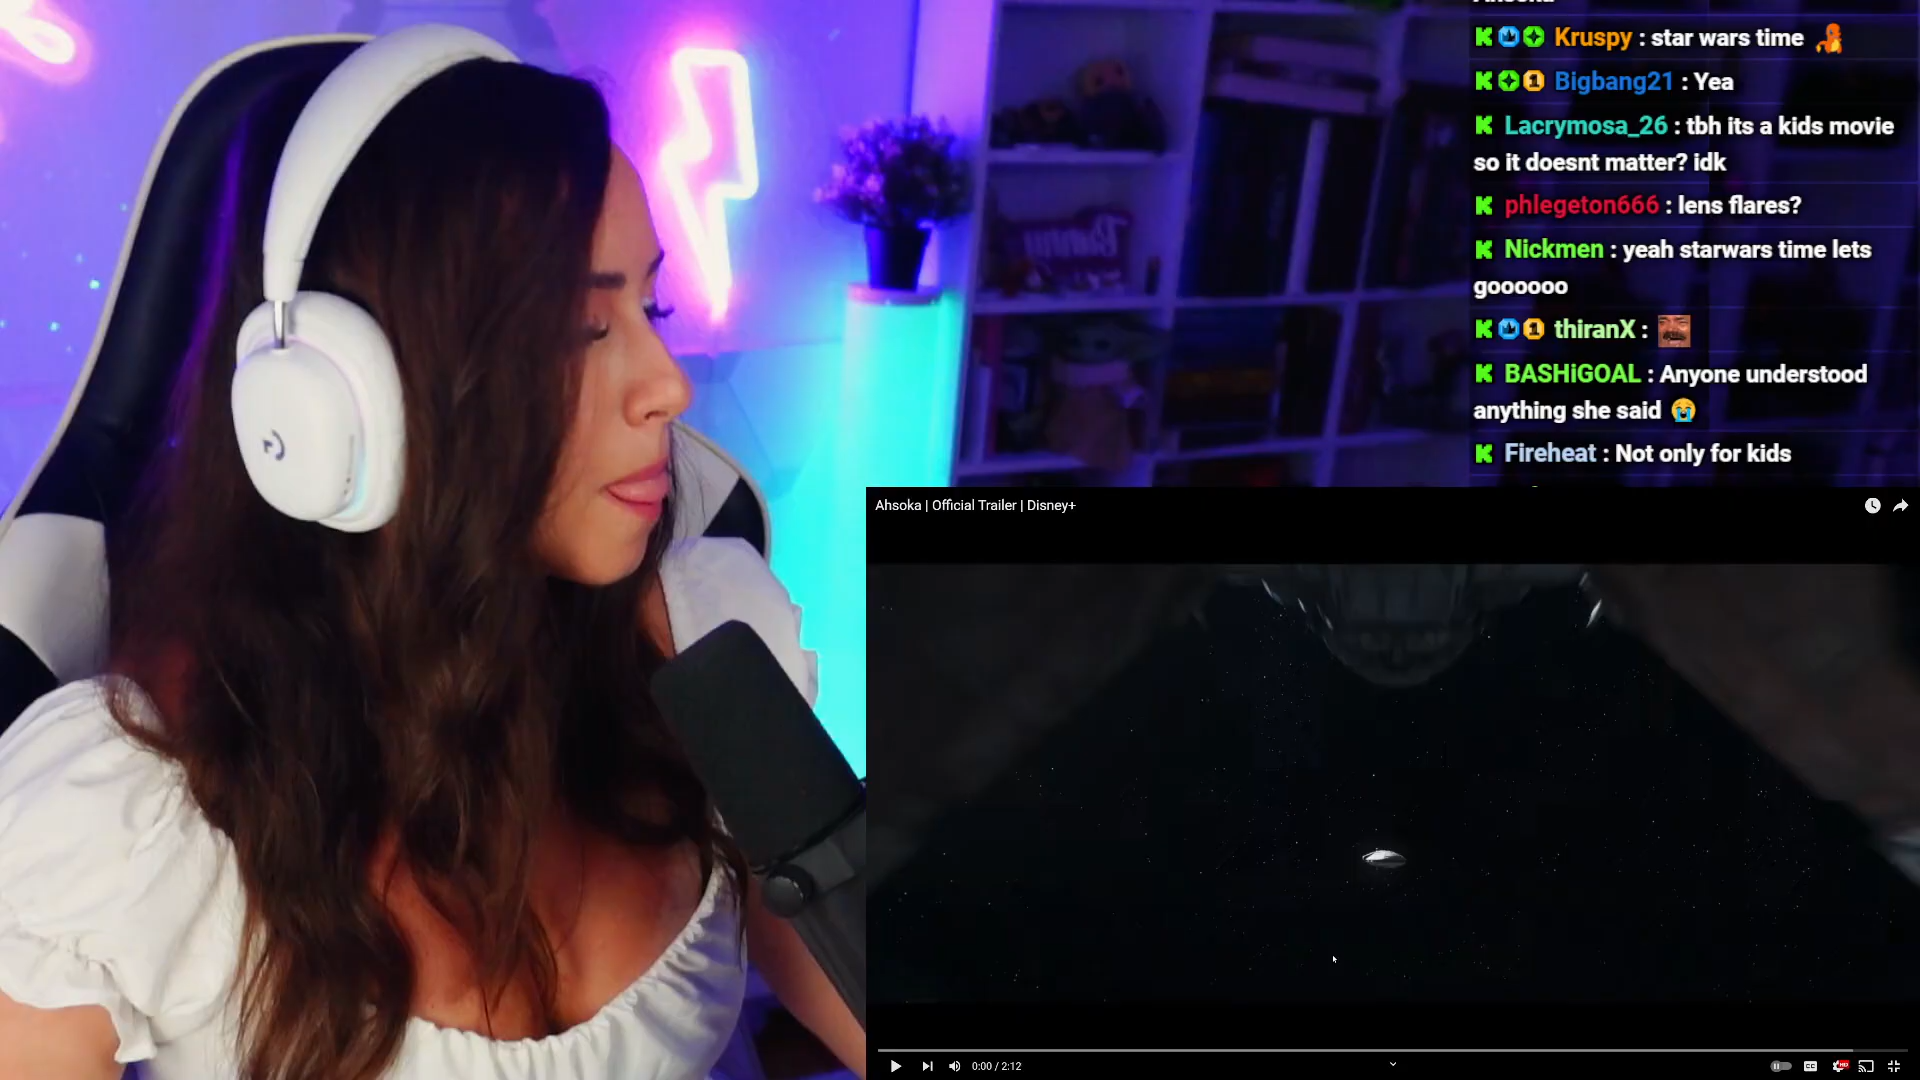 Kruspy : star wars time
Bigbang21 : Yea
Lacrymosa_26 : tbh its a kids movie
so it doesnt matter? idk
phlegeton666 : lens flares?
Nickmen : yeah starwars time lets
goooooo
thiranX :
BASHiGOAL : Anyone understood
anything she said 😭
Fireheat : Not only for kids
Ahsoka | Official Trailer | Disney+
0:00 / 2:12